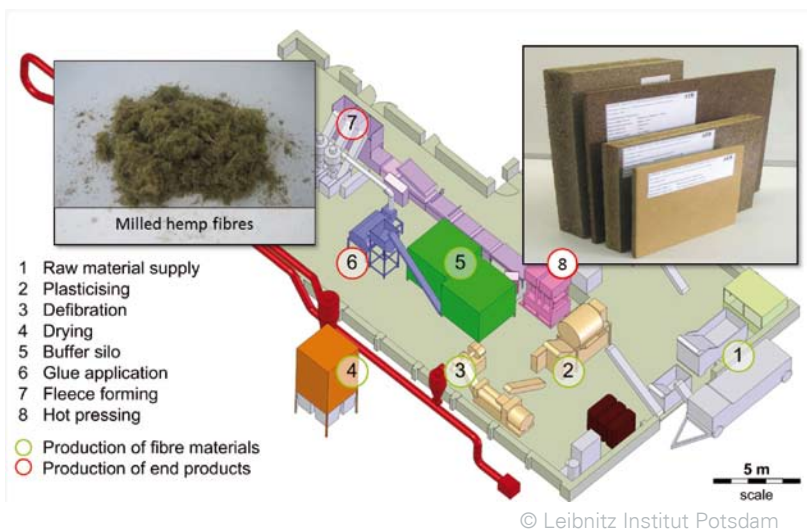 Milled hemp fibres
1 Raw material supply
2 Plasticising
3 Defibration
4 Drying
5 Buffer silo
6 Glue application
7 Fleece forming
8 Hot pressing
Production of fibre materials
Production of end products
7
5
6
8
4
3
2
1
5 m
scale
© Leibnitz Institut Potsdam